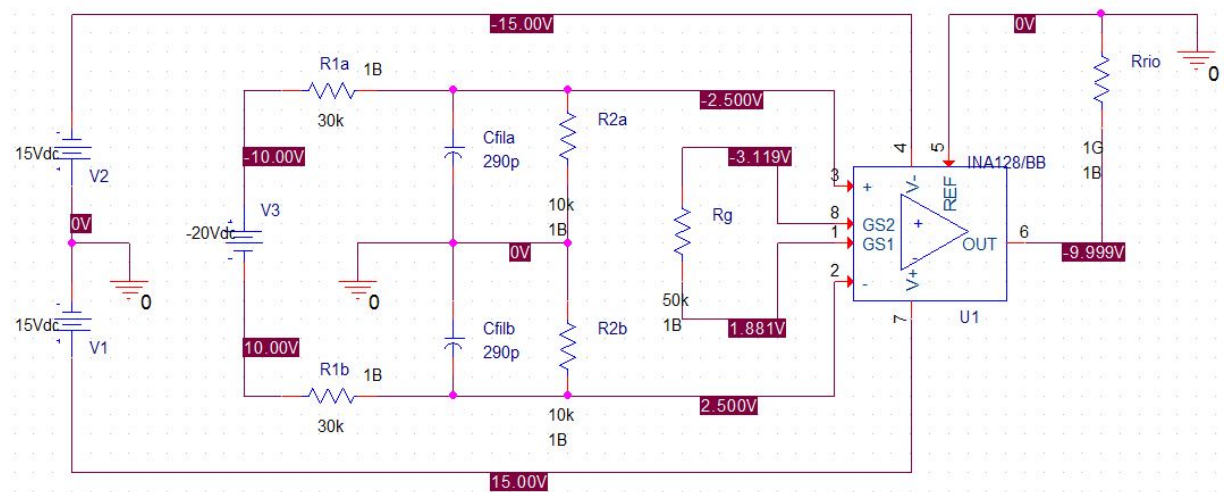 -15.00V
0V
R1a
1B
30k
-2.500V
Rrio
0
Cfila
290p
R2a
1G
1B
15Vdc
V2
-10.00V
-3.119V
4
5
INA128/BB
V-
REF
3
+
10k
1B
Rg
8
GS2
+
1
GS1
OUT
6
-9.999V
0V
V3
-20Vdc
0V
0
0
-
2
-
V+
50k
1B
1.881V
7
U1
15Vdc
V1
Cfilb
290p
R2b
10.00V
R1b
1B
30k
10k
1B
2.500V
15.00V